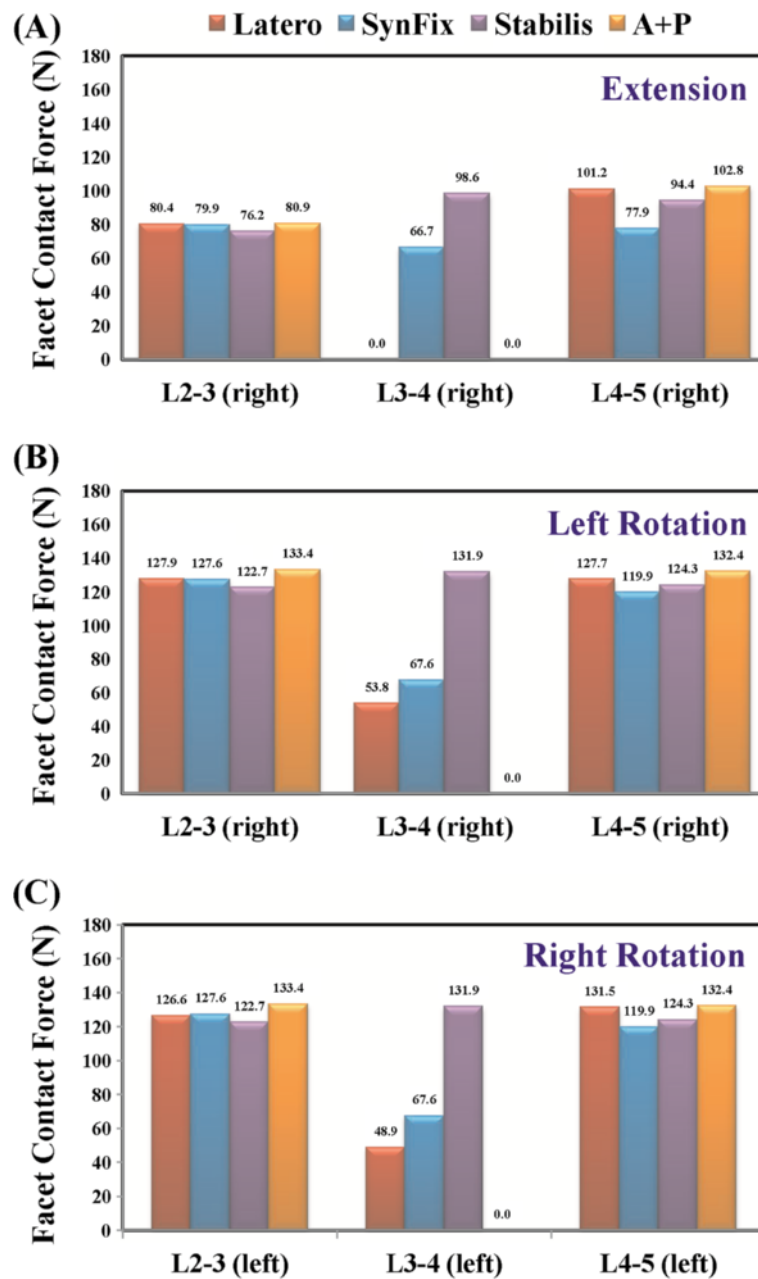 (A)
Latero SynFix Stabilis A+P
Facet Contact Force (N)
180
160
140
120
100
80
60
40
20
0
Extension
80.4 79.9 76.2 80.9
0.0 66.7 98.6 0.0
101.2 77.9 94.4 102.8
L2-3 (right) L3-4 (right) L4-5 (right)
(B)
Facet Contact Force (N)
180
160
140
120
100
80
60
40
20
0
Left Rotation
127.9 127.6 122.7 133.4
53.8 67.6 131.9 0.0
127.7 119.9 124.3 132.4
L2-3 (right) L3-4 (right) L4-5 (right)
(C)
Facet Contact Force (N)
180
160
140
120
100
80
60
40
20
0
Right Rotation
126.6 127.6 122.7 133.4
48.9 67.6 131.9 0.0
131.5 119.9 124.3 132.4
L2-3 (left) L3-4 (left) L4-5 (left)